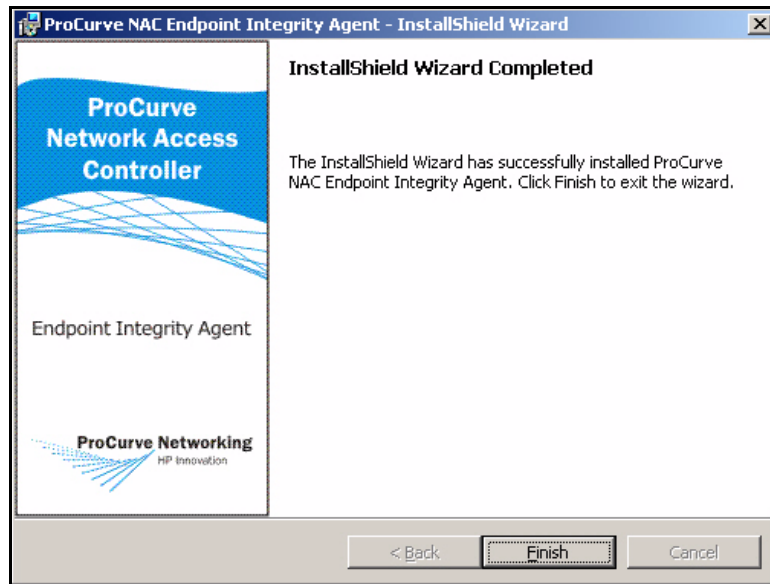 ProCurve NAC Endpoint Integrity Agent - InstallShield Wizard
ProCurve
Network Access
Controller
Endpoint Integrity Agent
ProCurve Networking
HP Innovation
InstallShield Wizard Completed
The InstallShield Wizard has successfully installed ProCurve
NAC Endpoint Integrity Agent. Click Finish to exit the wizard.
< Back
Finish
Cancel